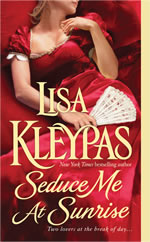 LISA
KLEYPAS
New York Times bestselling author
Seduce Me
At Sunrise
Two lovers at the break of day...